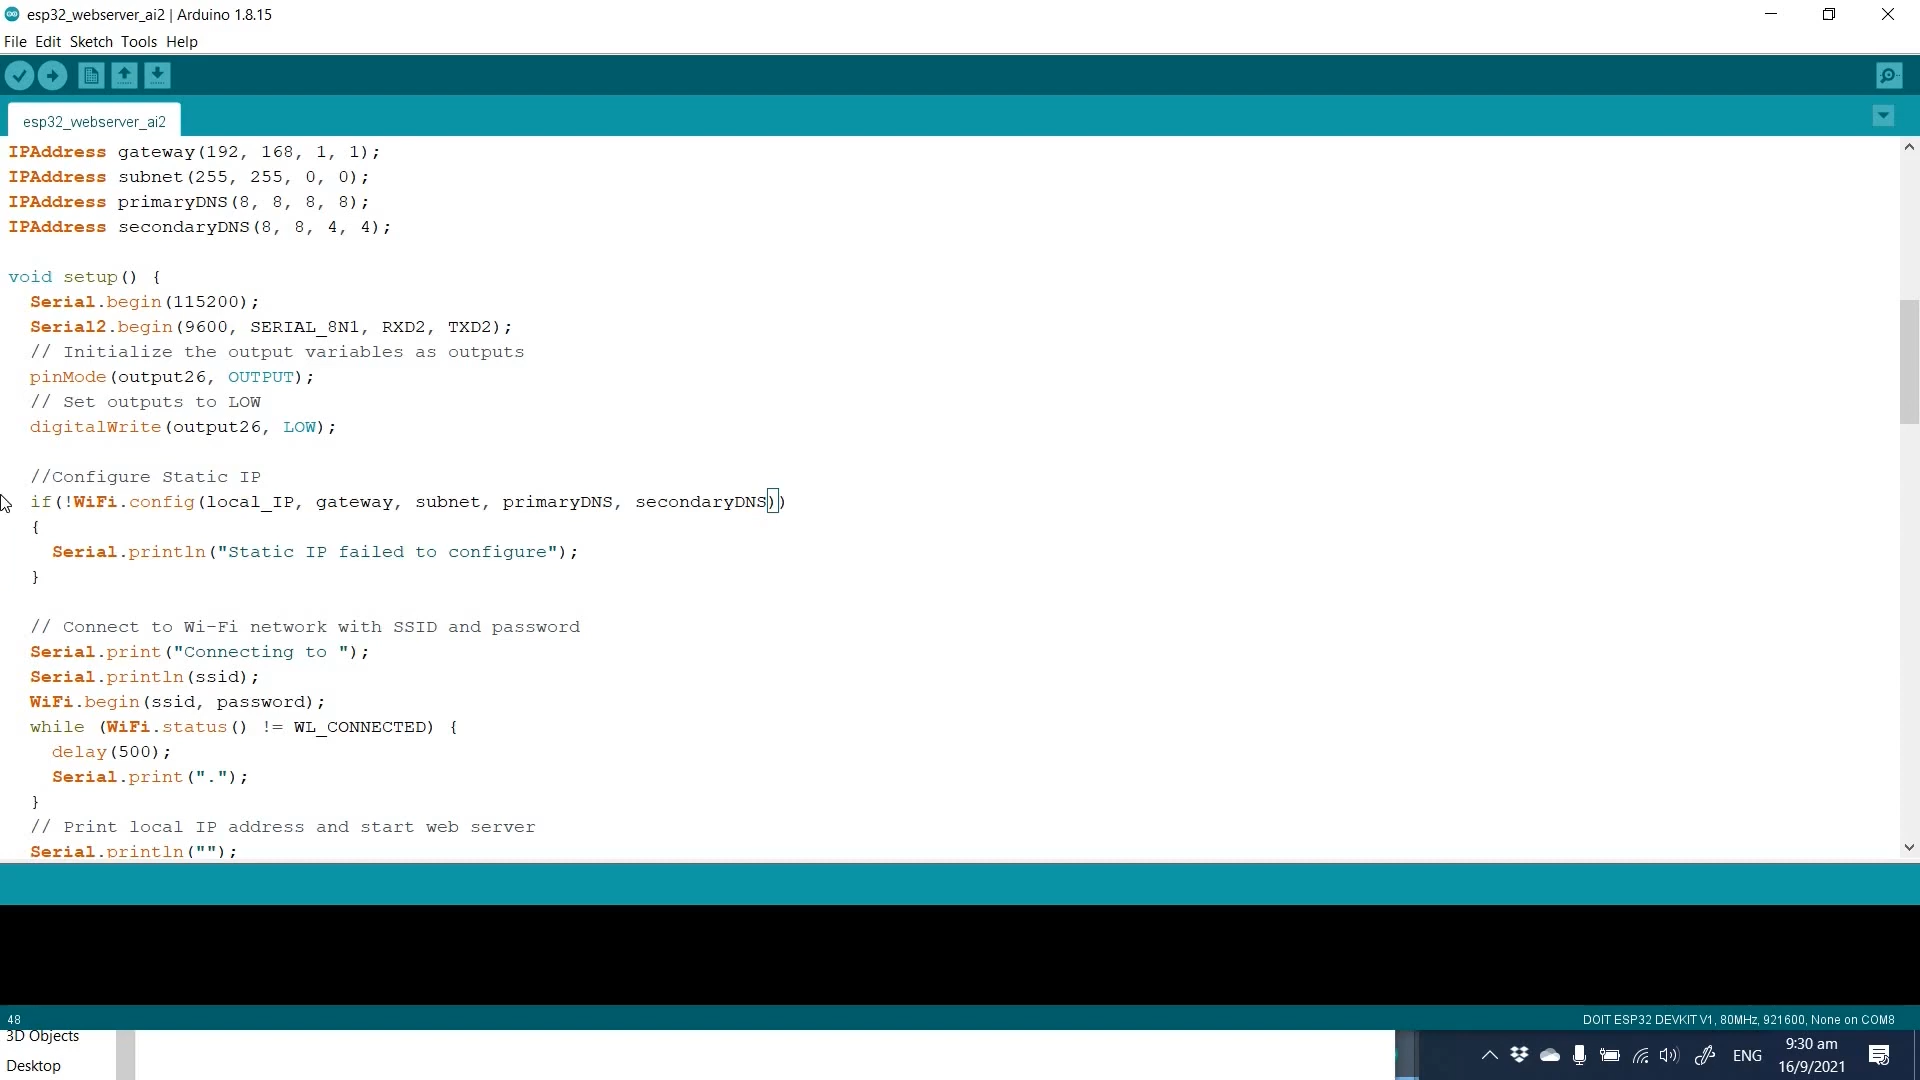 esp32_webserver_ai2 | Arduino 1.8.15
File Edit Sketch Tools Help
esp32_webserver_ai2
IPAddress gateway(192, 168, 1, 1);
IPAddress subnet(255, 255, 0, 0);
IPAddress primaryDNS(8, 8, 8, 8);
IPAddress secondaryDNS(8, 8, 4, 4);
void setup() {
Serial.begin(115200);
Serial2.begin(9600, SERIAL_8N1, RXD2, TXD2);
// Initialize the output variables as outputs
pinMode(output26, OUTPUT);
// Set outputs to LOW
digitalWrite(output26, LOW);
//Configure Static IP
if(!WiFi.config(local_IP, gateway, subnet, primaryDNS, secondaryDNS))
{
Serial.println("Static IP failed to configure");
}
// Connect to Wi-Fi network with SSID and password
Serial.print("Connecting to ");
Serial.println(ssid);
WiFi.begin(ssid, password);
while (WiFi.status() != WL_CONNECTED) {
delay(500);
Serial.print(".");
}
// Print local IP address and start web server
Serial.println("");
48
DOIT ESP32 DEVKIT V1, 80MHz, 921600, None on COM8
3D Objects
Desktop
ENG
9:30 am
16/9/2021